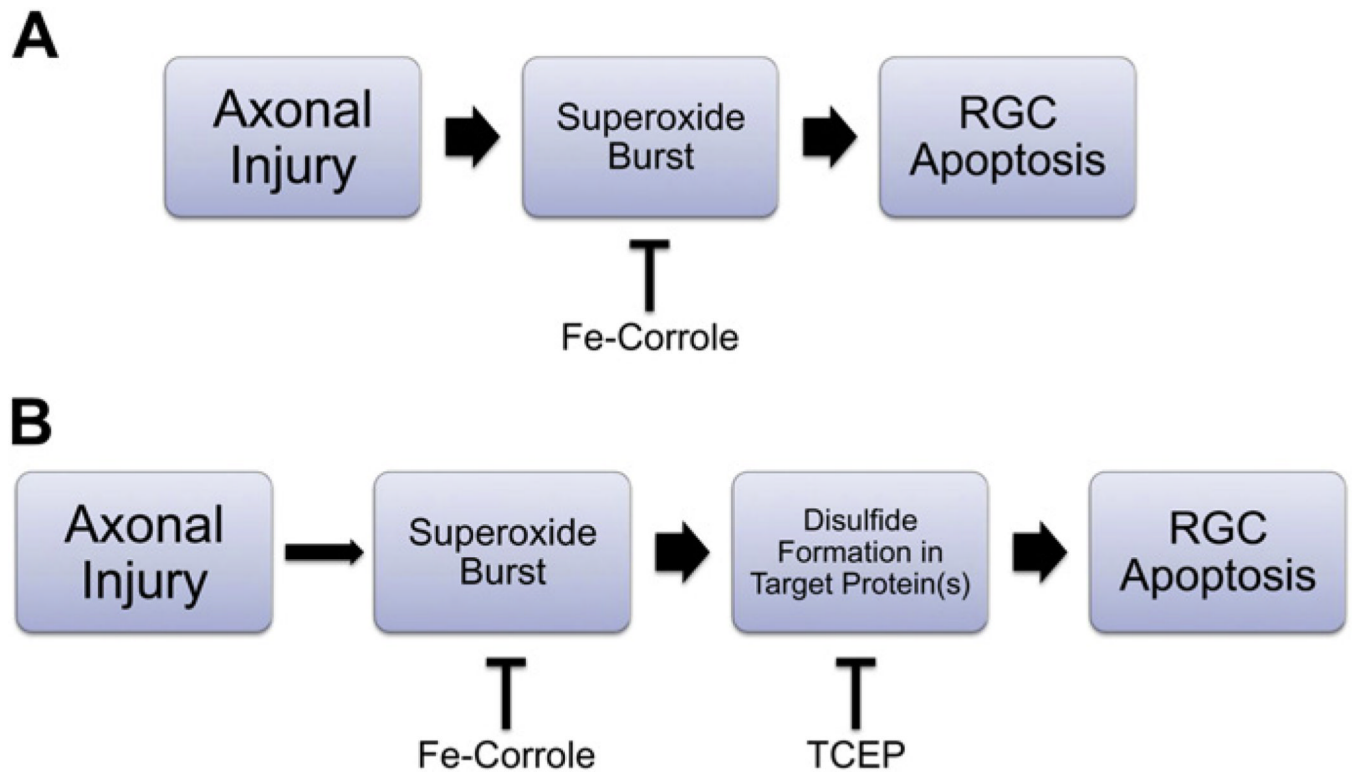 A
Axonal
Injury
Superoxide
Burst
RGC
Apoptosis
Fe-Corrole
B
Axonal
Injury
Superoxide
Burst
Disulfide
Formation in
Target Protein(s)
RGC
Apoptosis
Fe-Corrole
TCEP